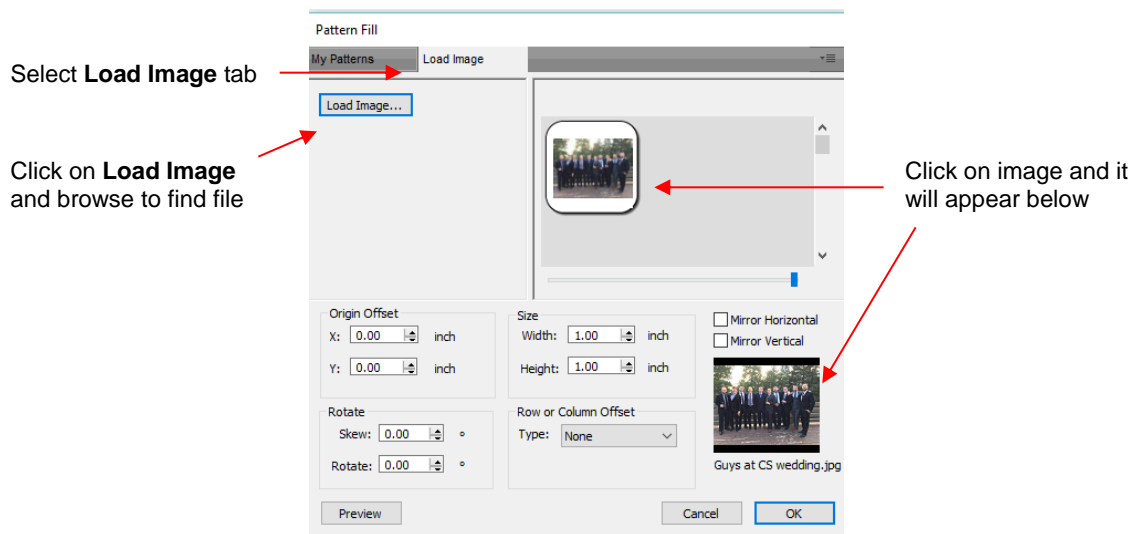 Pattern Fill
My Patterns
Load Image
Select Load Image tab
Load Image...
Click on Load Image
and browse to find file
Click on image and it
will appear below
Origin Offset
X: 0.00 inch
Y: 0.00 inch
Size
Width: 1.00 inch
Height: 1.00 inch
Mirror Horizontal
Mirror Vertical
Rotate
Skew: 0.00 °
Rotate: 0.00 °
Row or Column Offset
Type: None
Guys at CS wedding.jpg
Preview
Cancel
OK